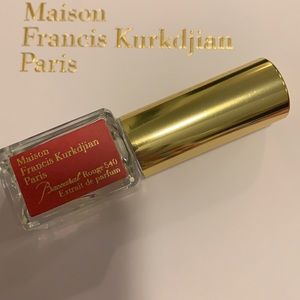 Maison
Francis Kurkdjian
Paris
Maison
Francis Kurkdjian
Paris
Baccarat Rouge 540
Extrait de parfum